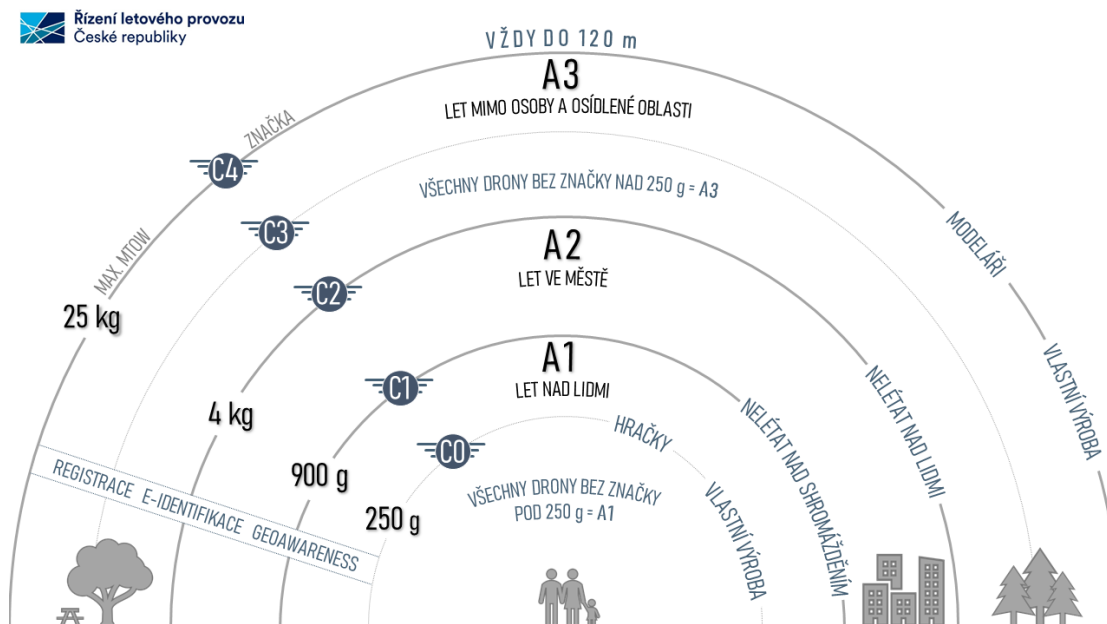 Řízení letového provozu
České republiky
VŽDY DO 120 m
A3
LET MIMO OSOBY A OSÍDLENÉ OBLASTI
ZNAČKA
C4
VŠECHNY DRONY BEZ ZNAČKY NAD 250 g = A3
C3
MODELÁŘI
A2
LET VE MĚSTĚ
MAX. MTOW
C2
25 kg
A1
LET NAD LIDMI
VLASTNÍ VÝROBA
C1
NELÉTAT NAD LIDMI
4 kg
HRAČKY
NELÉTAT NAD SHROMÁŽDĚNÍM
C0
900 g
VŠECHNY DRONY BEZ ZNAČKY
POD 250 g = A1
250 g
VLASTNÍ VÝROBA
REGISTRACE E-IDENTIFIKACE GEOAWARENESS